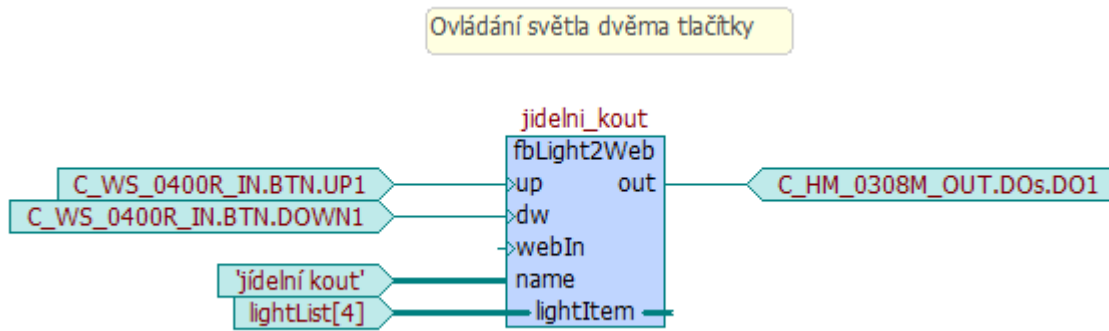 Ovládání světla dvěma tlačítky
jidelni_kout
fbLight2Web
C_WS_0400R_IN.BTN.UP1
up
out
C_HM_0308M_OUT.DOs.DO1
C_WS_0400R_IN.BTN.DOWN1
dw
webIn
'jídelní kout'
name
lightList[4]
lightItem